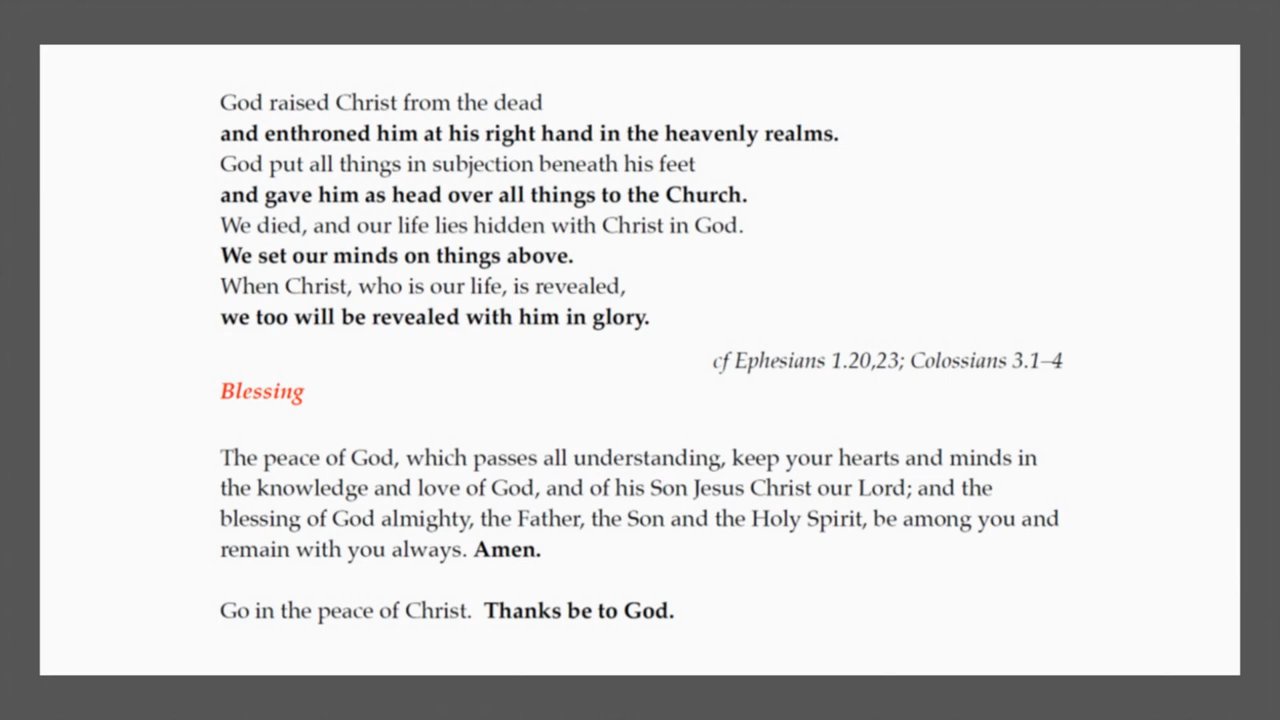 God raised Christ from the dead
and enthroned him at his right hand in the heavenly realms.
God put all things in subjection beneath his feet
and gave him as head over all things to the Church.
We died, and our life lies hidden with Christ in God.
We set our minds on things above.
When Christ, who is our life, is revealed,
we too will be revealed with him in glory.
cf Ephesians 1.20,23; Colossians 3.1–4
Blessing
The peace of God, which passes all understanding, keep your hearts and minds in
the knowledge and love of God, and of his Son Jesus Christ our Lord; and the
blessing of God almighty, the Father, the Son and the Holy Spirit, be among you and
remain with you always. Amen.
Go in the peace of Christ. Thanks be to God.